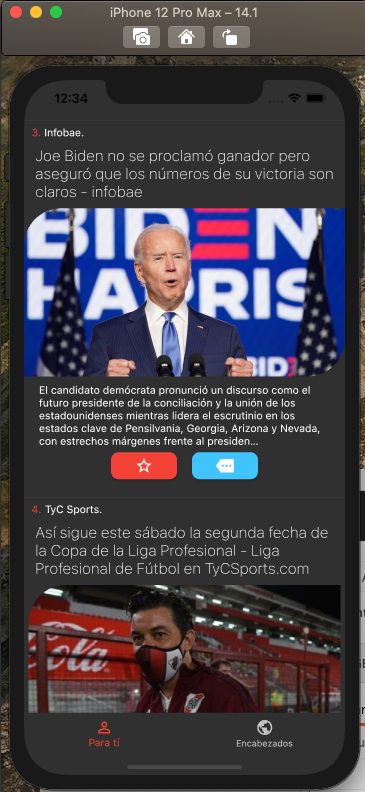 iPhone 12 Pro Max – 14.1
12:34
3. Infobae.
Joe Biden no se proclamó ganador pero
aseguró que los números de su victoria son
claros - infobae
BIDEN
HARRIS
BID
El candidato demócrata pronunció un discurso como el
futuro presidente de la conciliación y la unión de los
estadounidenses mientras lidera el escrutinio en los
estados clave de Pensilvania, Georgia, Arizona y Nevada,
con estrechos márgenes frente al presiden...
4. TyC Sports.
Así sigue este sábado la segunda fecha de
la Copa de la Liga Profesional - Liga
Profesional de Fútbol en TyCSports.com
Coca
Para tí
Encabezados